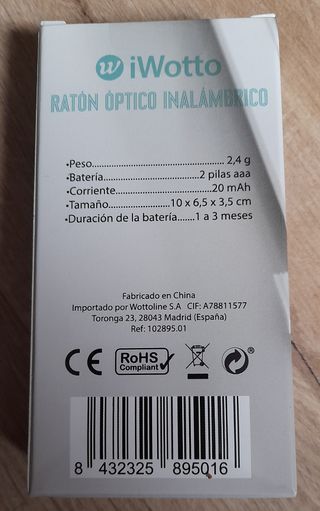 w iWotto
RATÓN ÓPTICO INALÁMBRICO
•Peso................................................ 2,4 g
•Batería........................................ 2 pilas aaa
•Corriente........................................ 20 mAh
•Tamaño........................ 10 x 6,5 x 3,5 cm
•Duración de la batería....... 1 a 3 meses
Fabricado en China
Importado por Wottoline S.A CIF: A78811577
Toronga 23, 28043 Madrid (España)
Ref: 102895.01
CE RoHS
Compliant
8 432325 895016